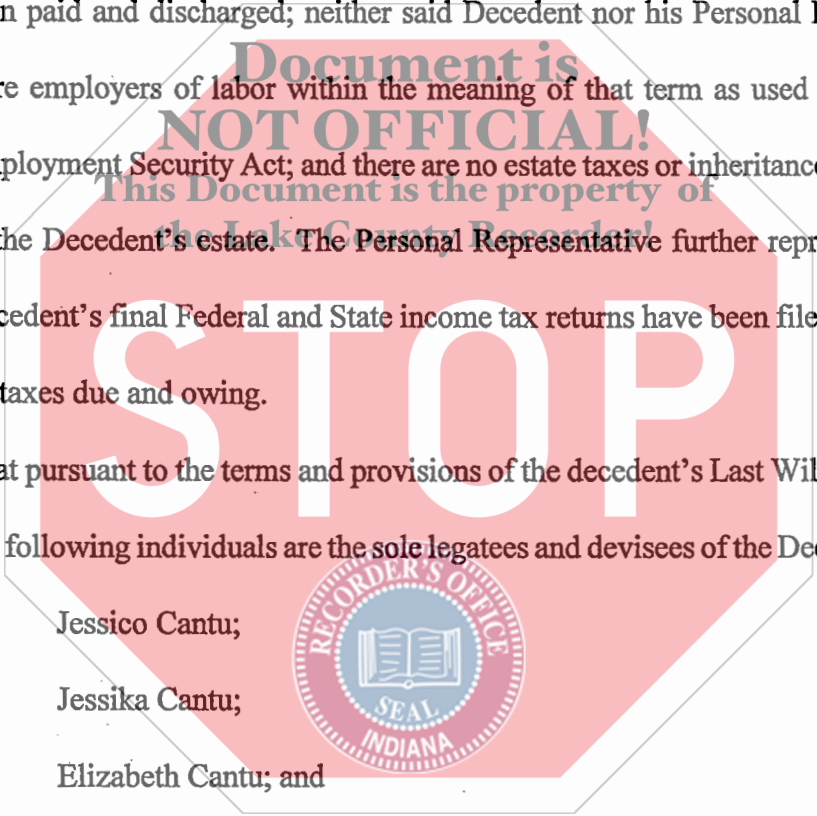 n paid and discharged; neither said Decedent nor his Personal
Document is
re employers of labor within the meaning of that term as used
NOT OFFICIAL!
ployment Security Act; and there are no estate taxes or inheritance
This Document is the property of
the Decedent's estate. The Personal Representative further repr
the Lake County Recorder!
cedent's final Federal and State income tax returns have been file
STOP
taxes due and owing.
at pursuant to the terms and provisions of the decedent's Last Wil
following individuals are the sole legatees and devisees of the Dec
RECORDER'S OFFICE
Jessico Cantu;
Jessika Cantu;
SEAL
INDIANA
Elizabeth Cantu; and